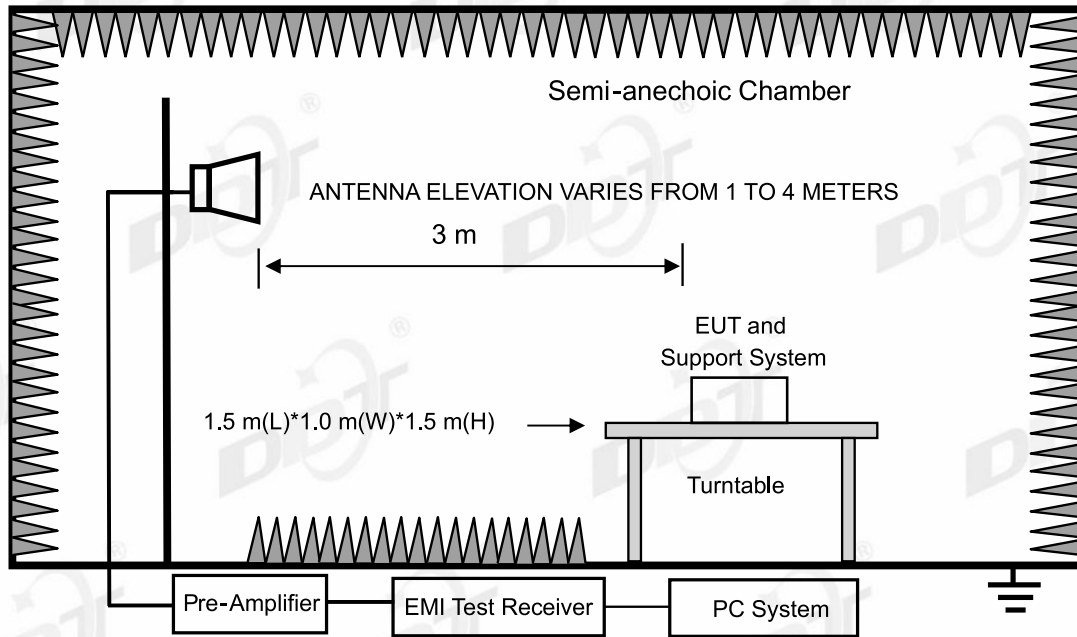 Semi-anechoic Chamber
ANTENNA ELEVATION VARIES FROM 1 TO 4 METERS
3 m
EUT and
Support System
1.5 m(L)*1.0 m(W)*1.5 m(H)
Turntable
Pre-Amplifier
EMI Test Receiver
PC System
DDT
®